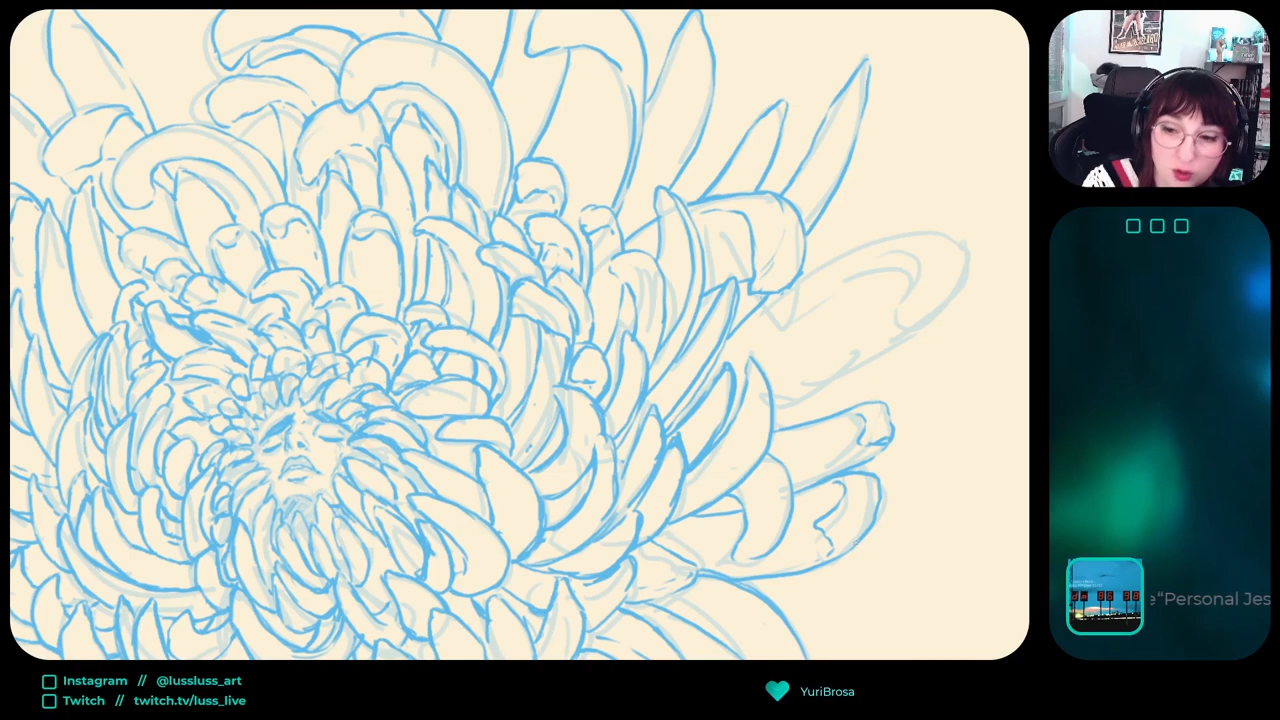 e“Personal Jes
Instagram // @lussluss_art
Twitch // twitch.tv/luss_live
YuriBrosa